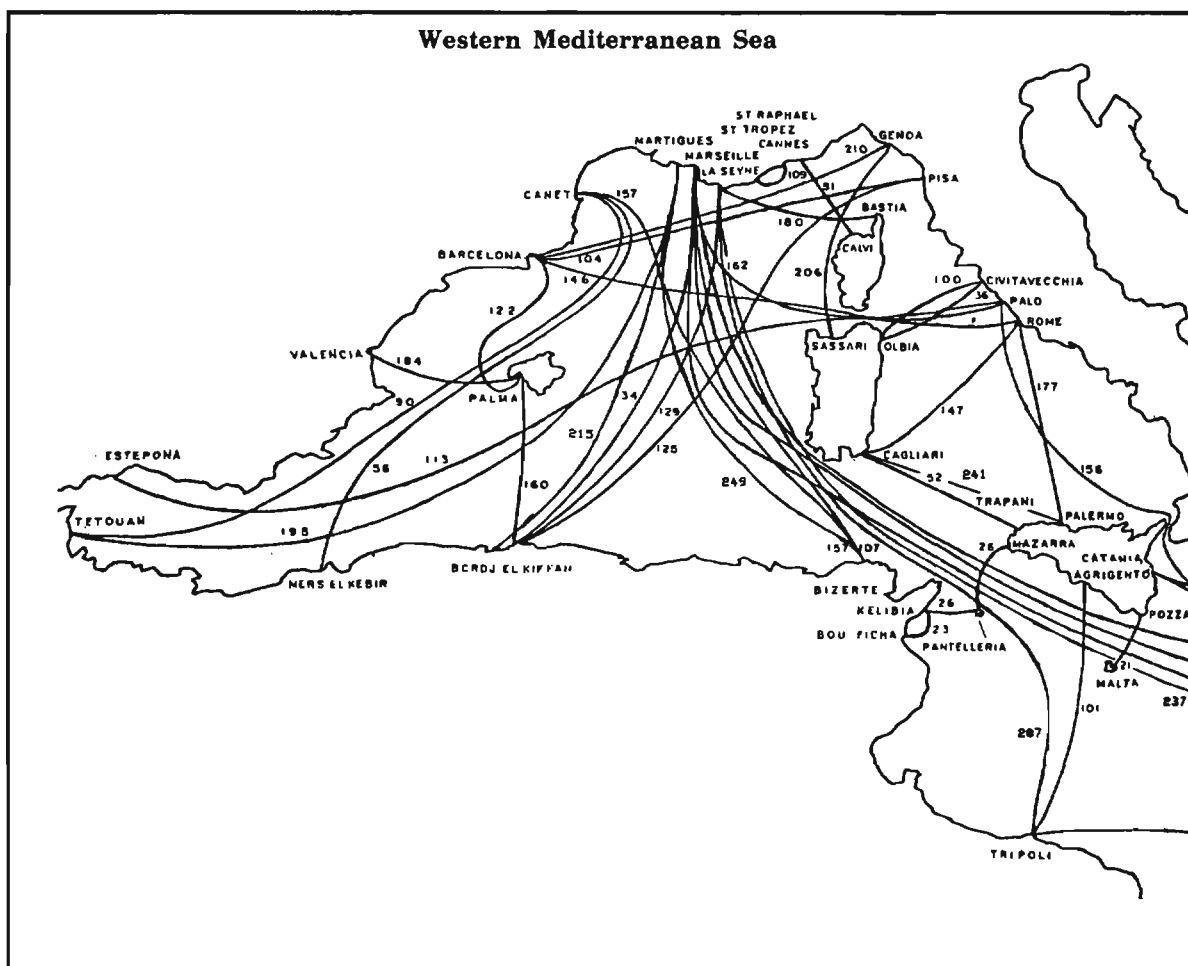 Western Mediterranean Sea
ST RAPHAEL
ST TROPEZ
CANNES
GENOA
MARTIGUES
MARSEILLE
LA SEYNE
210
109
91
PISA
CANET
157
BASTIA
180
CALVI
BARCELONA
104
146
162
206
100
CIVITAVECCHIA
36
PALO
ROME
122
SASSARI
OLBIA
VALENCIA
184
PALMA
177
90
34
129
147
215
125
ESTEPONA
113
56
CAGLIARI
52
241
156
160
249
TRAPANI
TETOUAN
198
PALERMO
MAZARRA
26
157
107
CATANIA
AGRIGENTO
MERS EL KEBIR
BORDJ EL KIFFAN
BIZERTE
KELIBIA
26
POZZA
BOU FICHA
23
PANTELLERIA
21
MALTA
237
101
287
TRIPOLI